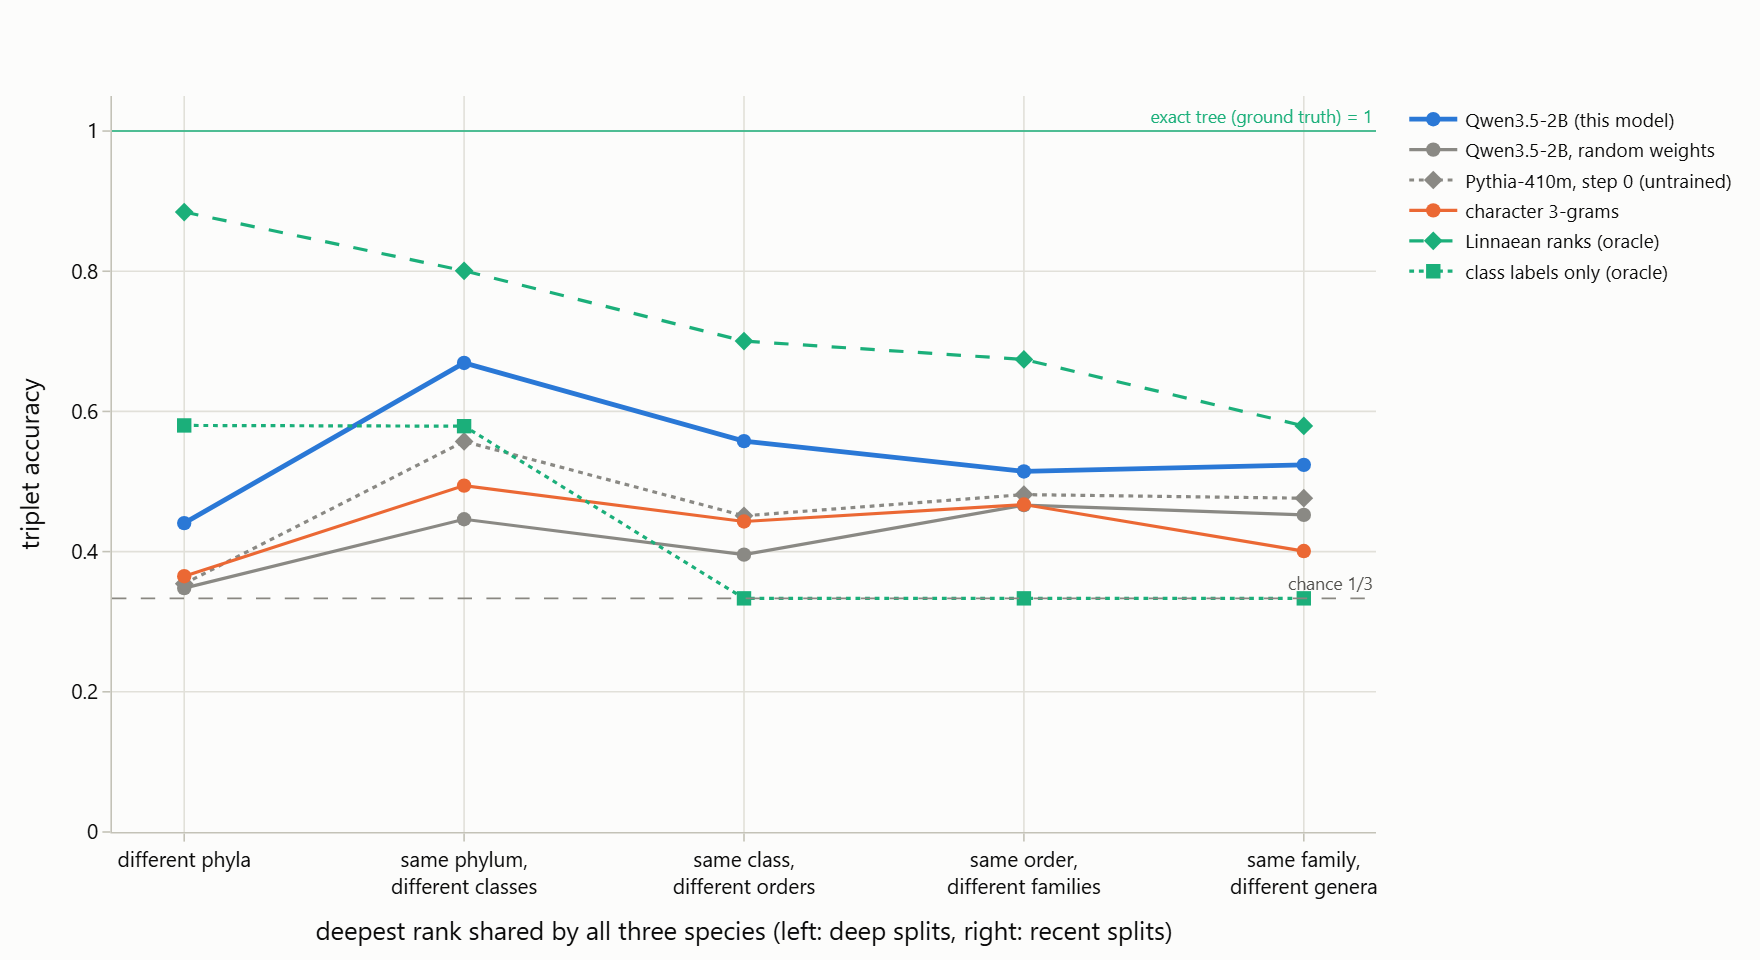 exact tree (ground truth) = 1
Qwen3.5-2B (this model)
Qwen3.5-2B, random weights
Pythia-410m, step 0 (untrained)
character 3-grams
Linnaean ranks (oracle)
class labels only (oracle)
triplet accuracy
1
0.8
0.6
0.4
0.2
0
chance 1/3
different phyla
same phylum,
different classes
same class,
different orders
same order,
different families
same family,
different genera
deepest rank shared by all three species (left: deep splits, right: recent splits)